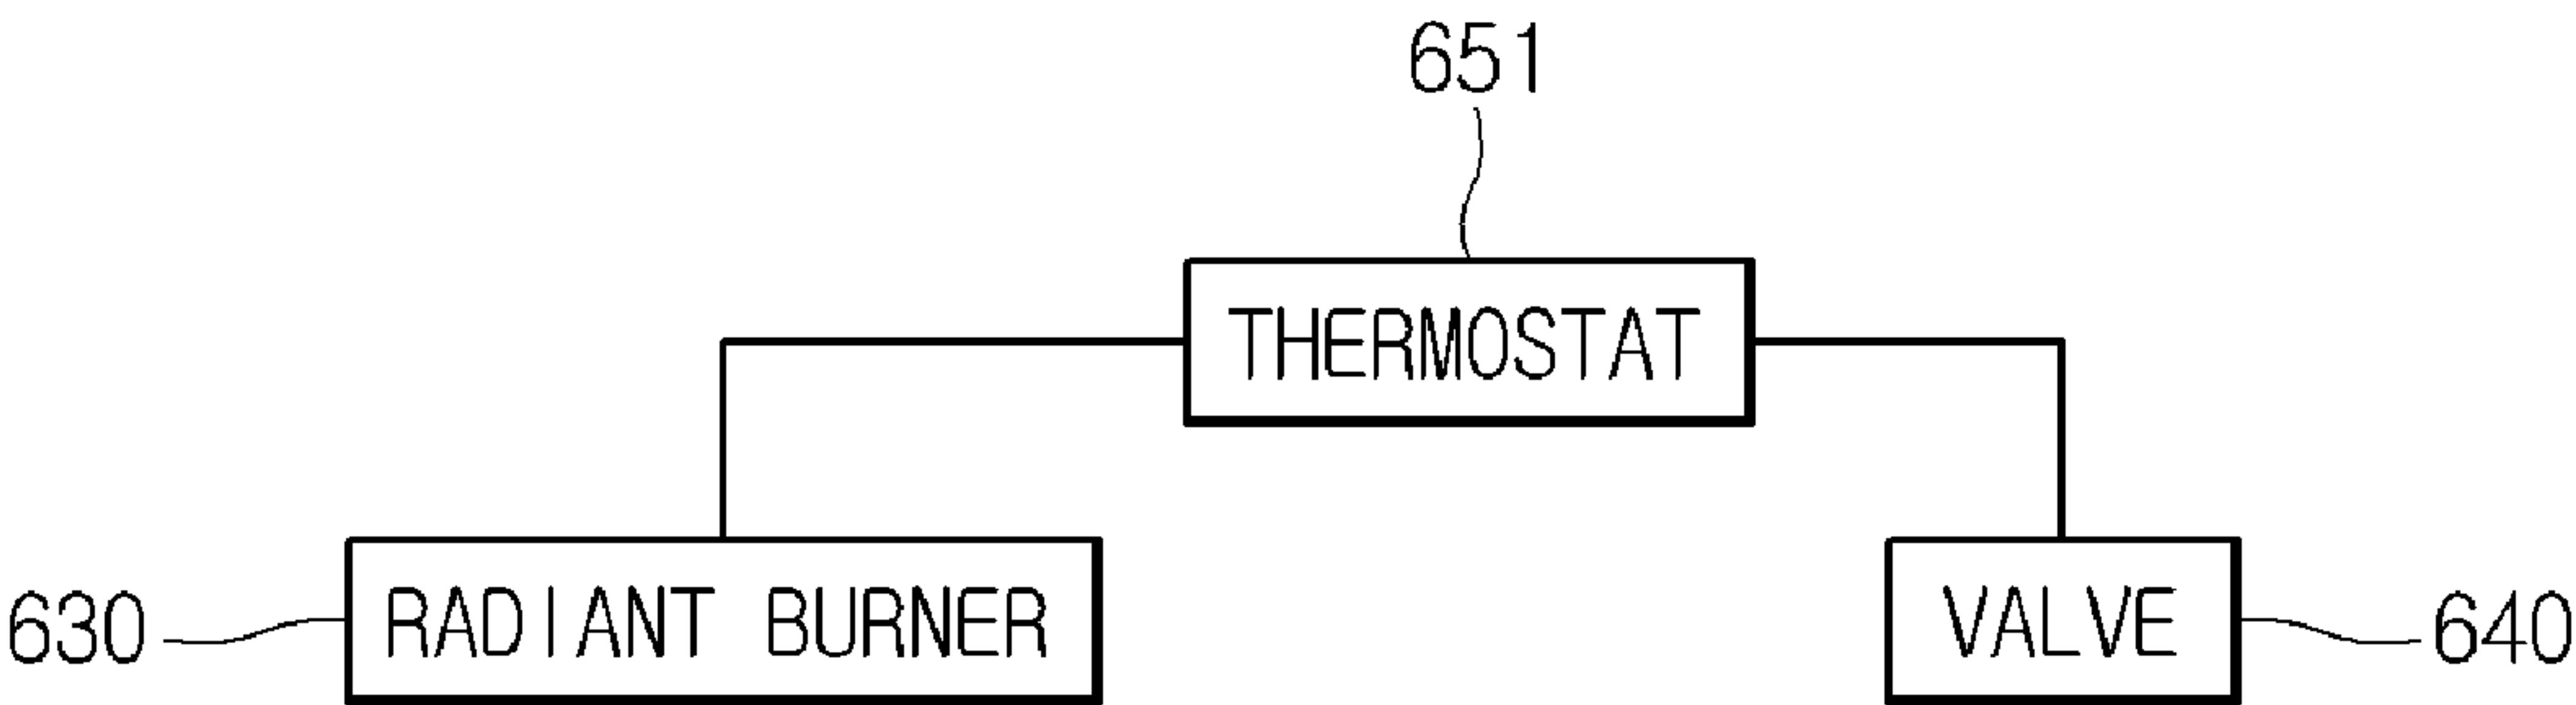 651
THERMOSTAT
630
RADIANT BURNER
VALVE
640